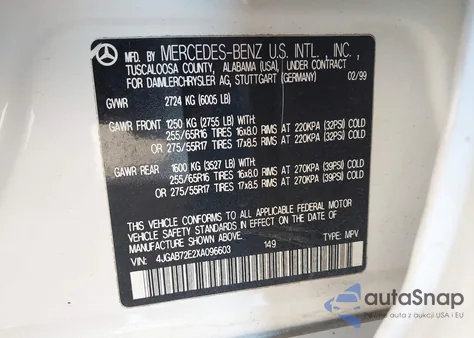 MFD. BY MERCEDES-BENZ U.S. INTL., INC.,
TUSCALOOSA COUNTY, ALABAMA (USA), UNDER CONTRACT
FOR DAIMLERCHRYSLER AG, STUTTGART (GERMANY) 02/99
GVWR 2724 KG (6005 LB)
GAWR FRONT 1250 KG (2755 LB) WITH:
255/65R16 TIRES 16x8.0 RIMS AT 220KPA (32PSI) COLD
OR 275/55R17 TIRES 17x8.5 RIMS AT 220KPA (32PSI) COLD
GAWR REAR 1600 KG (3527 LB) WITH:
255/65R16 TIRES 16x8.0 RIMS AT 270KPA (39PSI) COLD
OR 275/55R17 TIRES 17x8.5 RIMS AT 270KPA (39PSI) COLD
THIS VEHICLE CONFORMS TO ALL APPLICABLE FEDERAL MOTOR
VEHICLE SAFETY STANDARDS IN EFFECT ON THE DATE OF
MANUFACTURE SHOWN ABOVE.
VIN: 4JGAB72E2XA096603 149
autoSnap
Auta z aukcji USA i EU